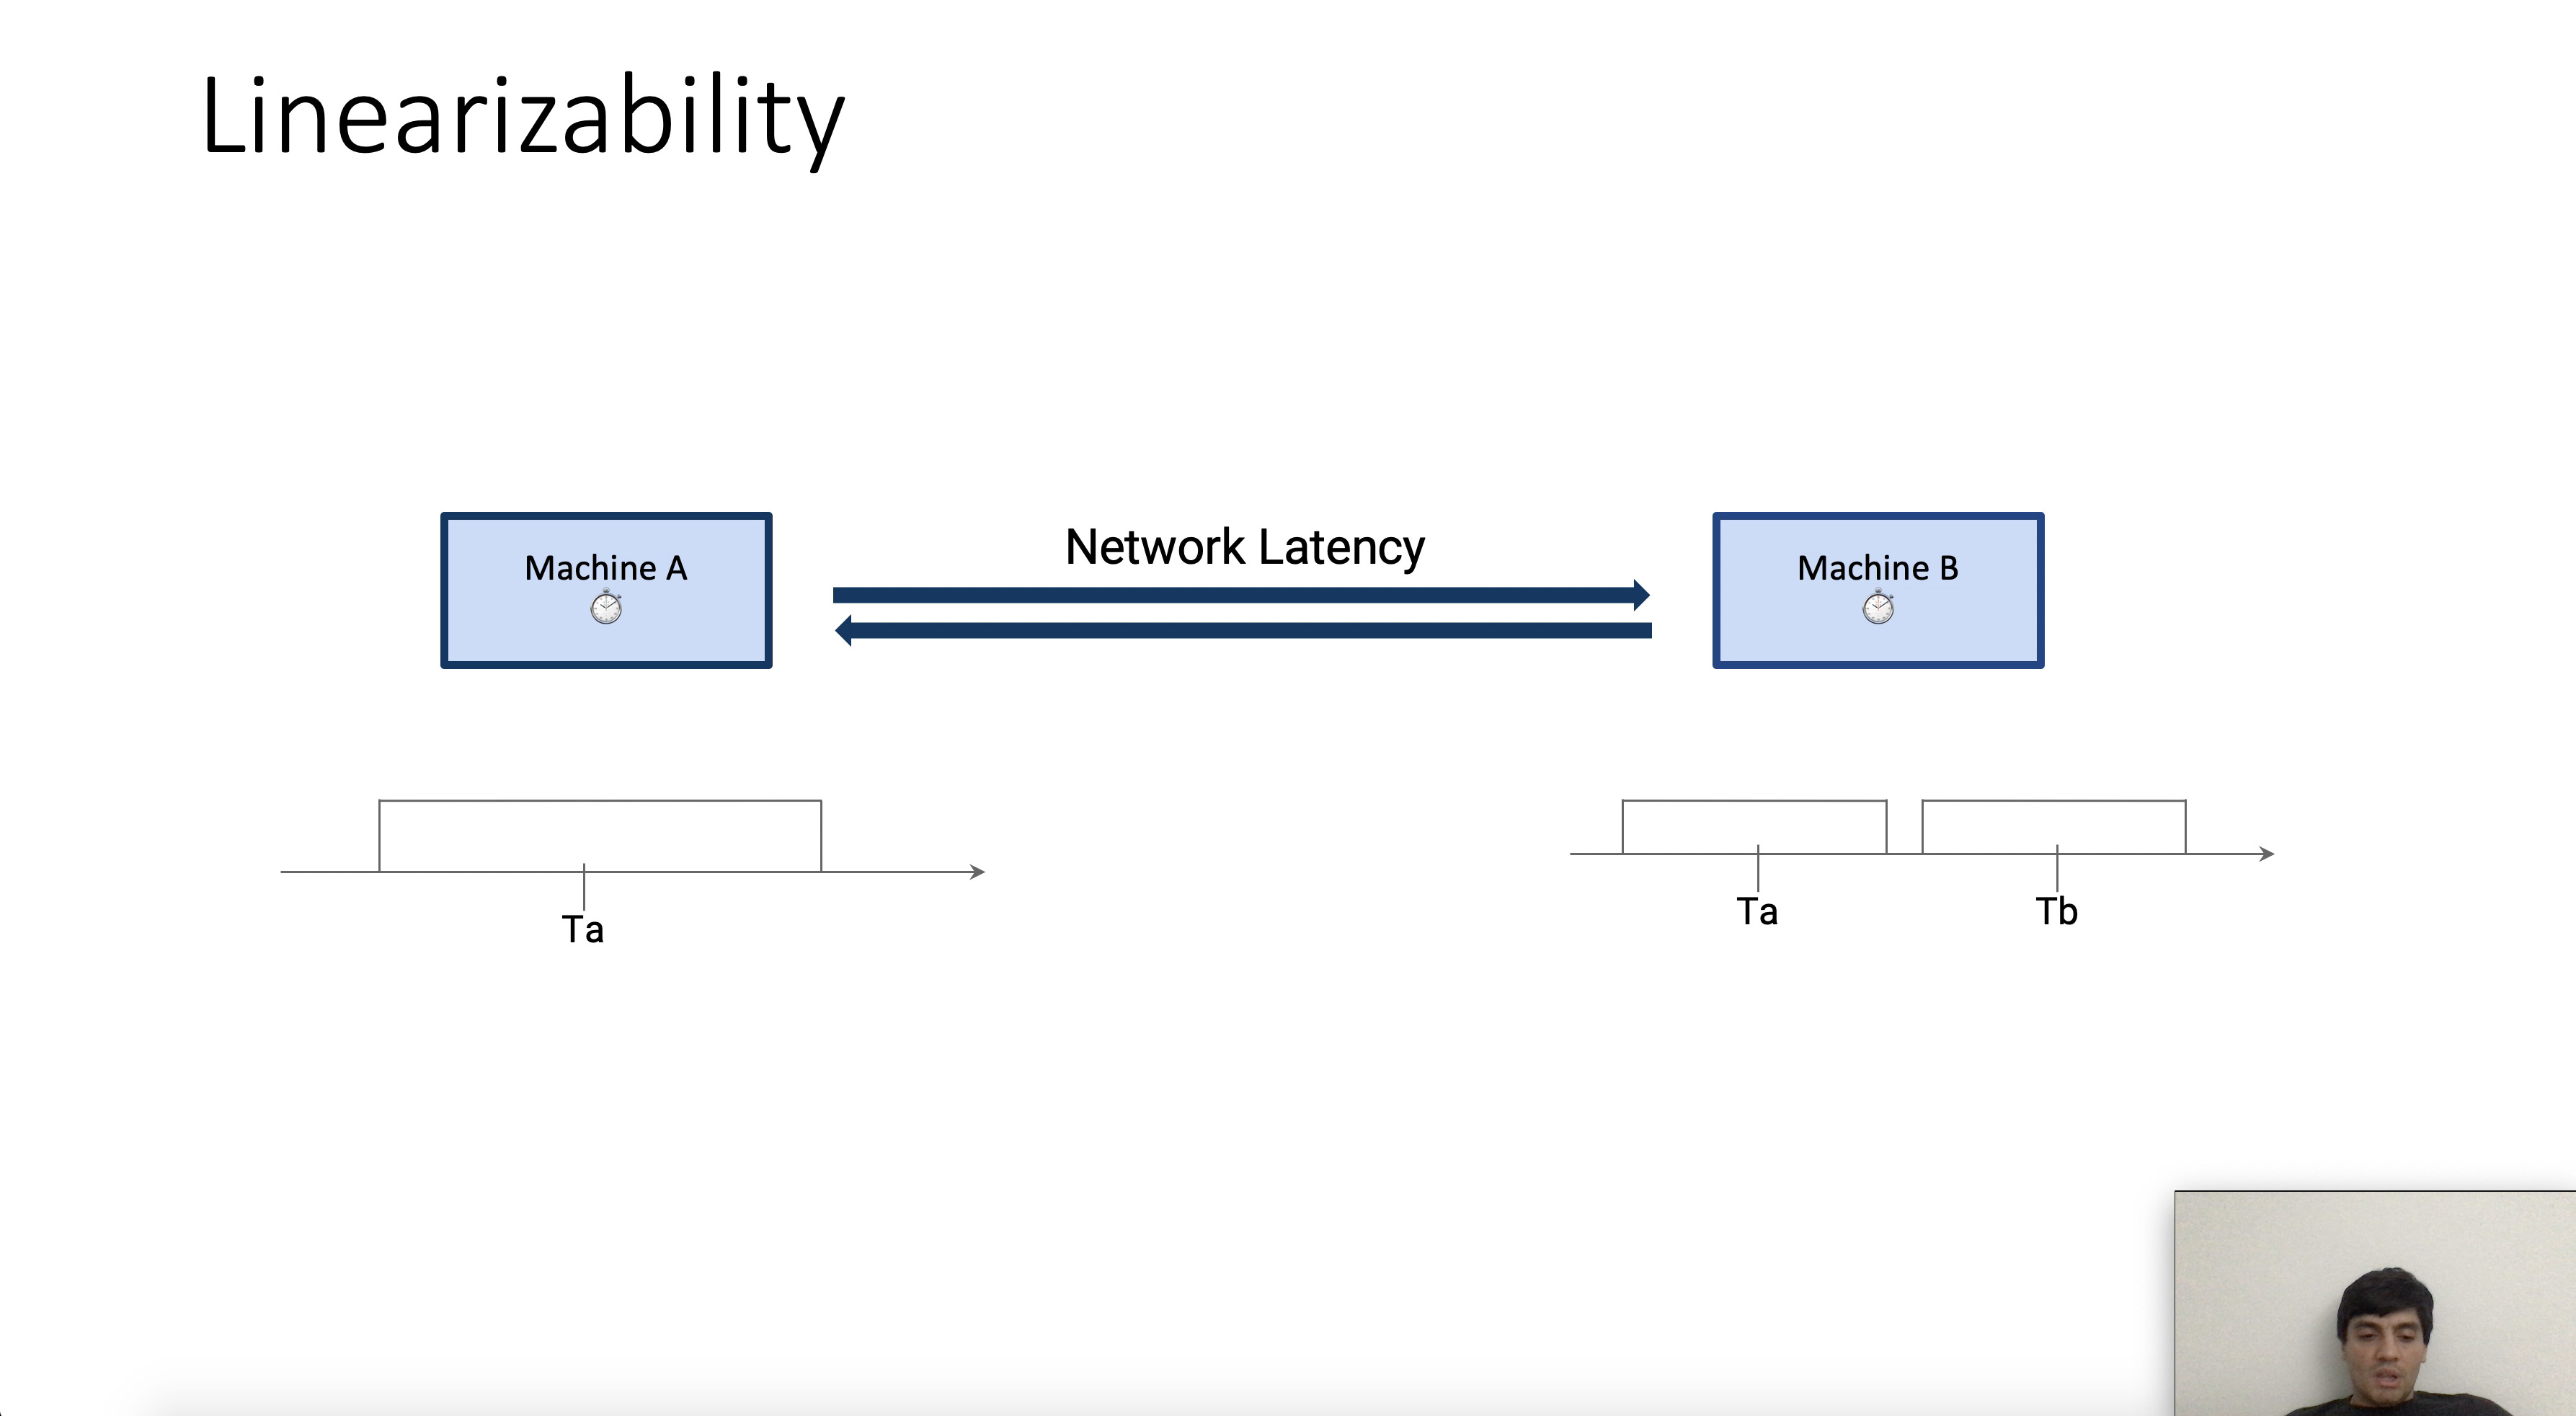 Linearizability
Network Latency
Machine A
Machine B
Ta
Ta
Tb